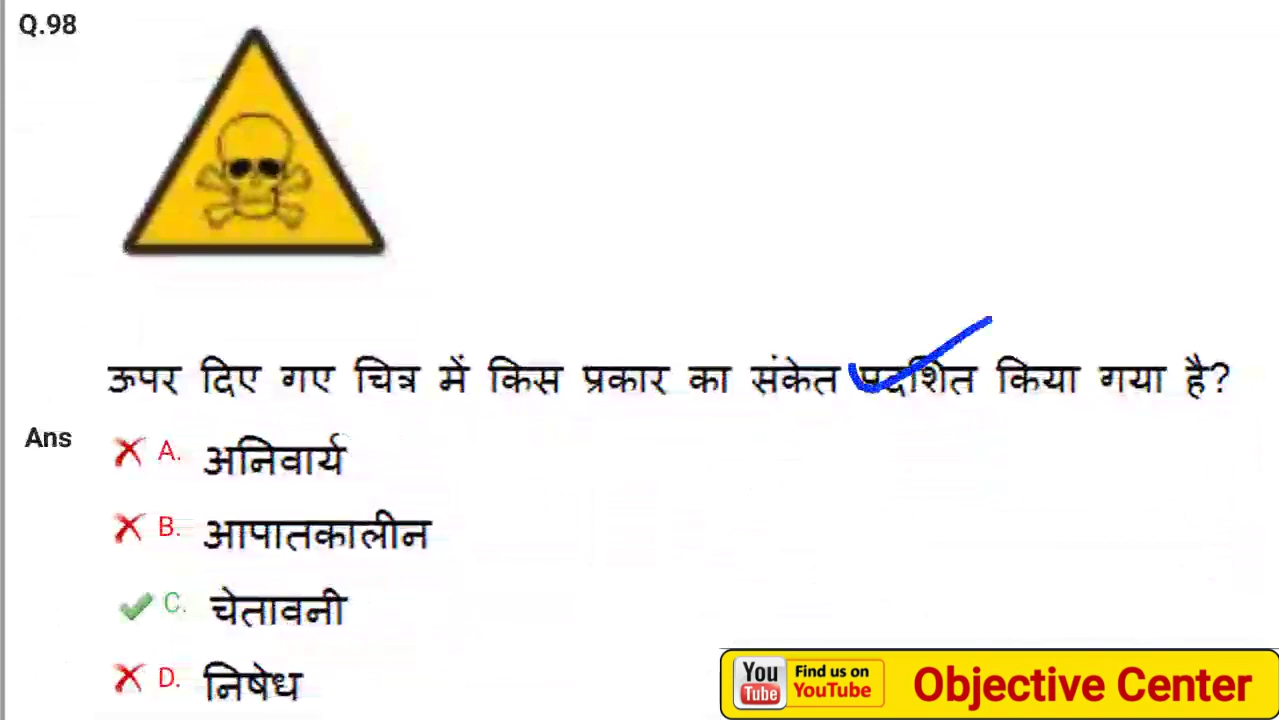 Q.98
ऊपर दिए गए चित्र में किस प्रकार का संकेत प्रदर्शित किया गया है?
Ans
A. अनिवार्य
B. आपातकालीन
C. चेतावनी
D. निषेध
You Tube
Find us on
YouTube
Objective Center